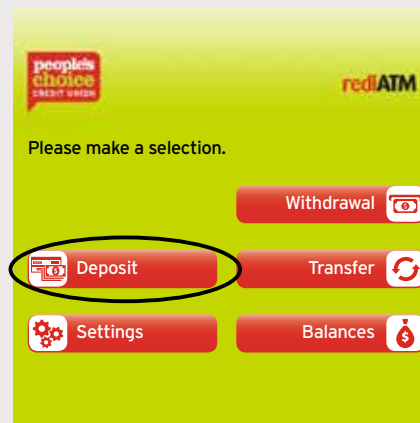 people's
choice
CREDIT UNION
rediATM
Please make a selection.
Withdrawal
Deposit
Transfer
Settings
Balances